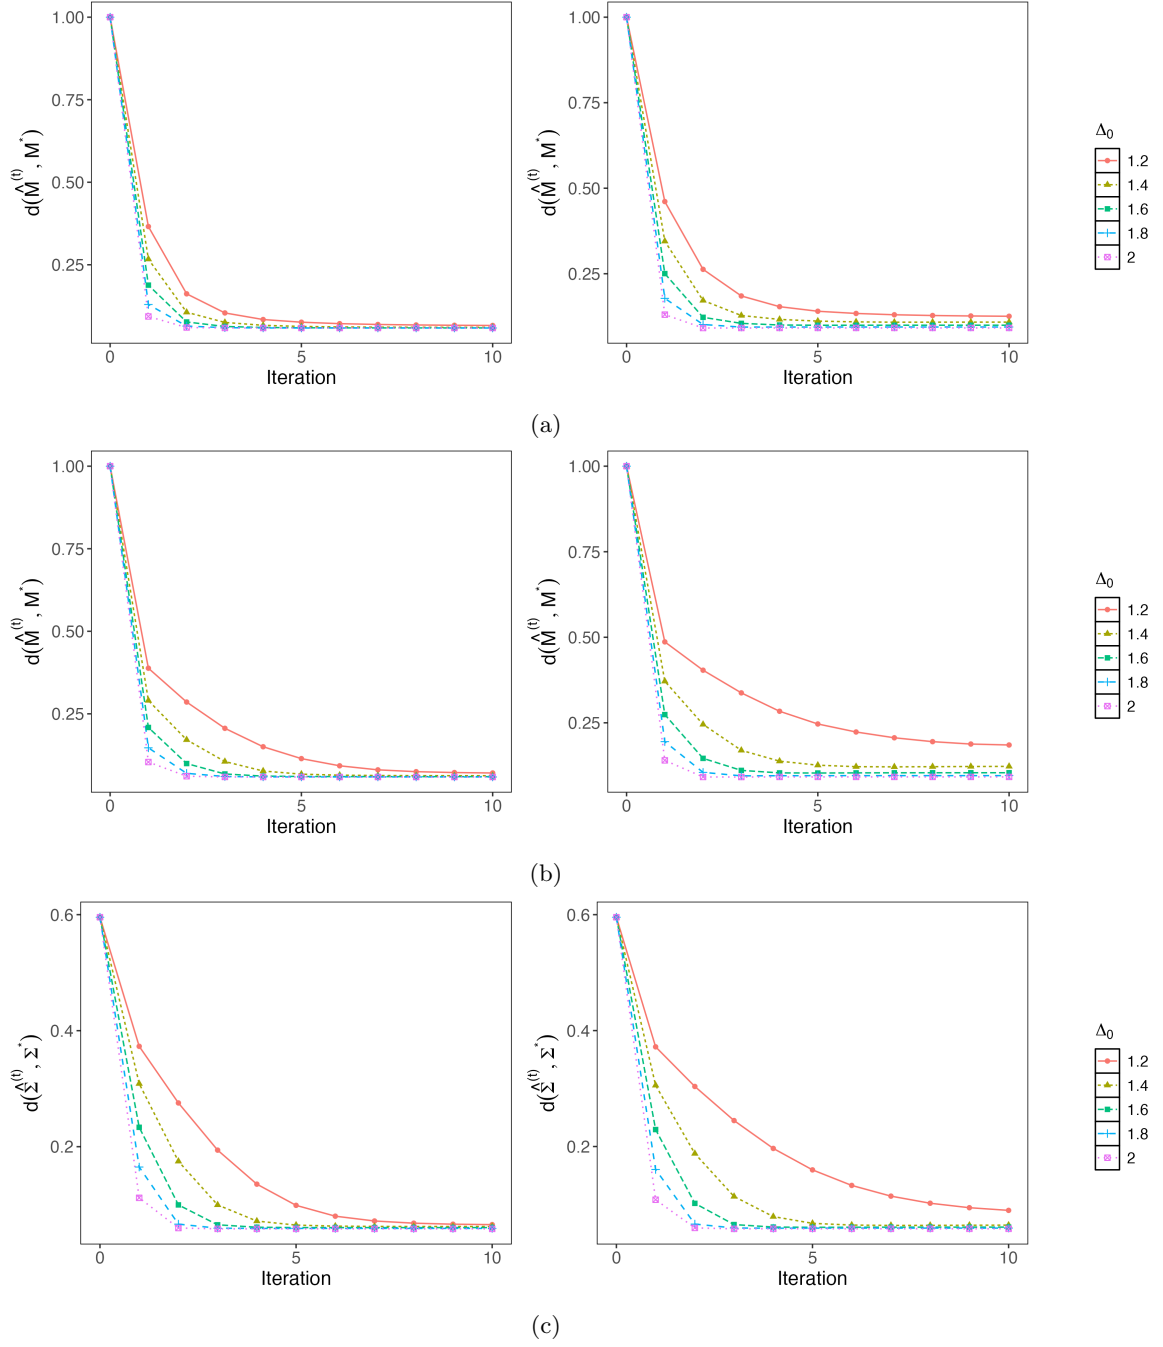 1.00
0.75
0.50
0.25
d(M̂^(t), M*)
0 5 10
Iteration
1.00
0.75
0.50
0.25
d(M̂^(t), M*)
0 5 10
Iteration
Δ₀
1.2
1.4
1.6
1.8
2
(a)
1.00
0.75
0.50
0.25
d(M̂^(t), M*)
0 5 10
Iteration
1.00
0.75
0.50
0.25
d(M̂^(t), M*)
0 5 10
Iteration
Δ₀
1.2
1.4
1.6
1.8
2
(b)
0.6
0.4
0.2
d(Σ̂^(t), Σ*)
0 5 10
Iteration
0.6
0.4
0.2
d(Σ̂^(t), Σ*)
0 5 10
Iteration
Δ₀
1.2
1.4
1.6
1.8
2
(c)